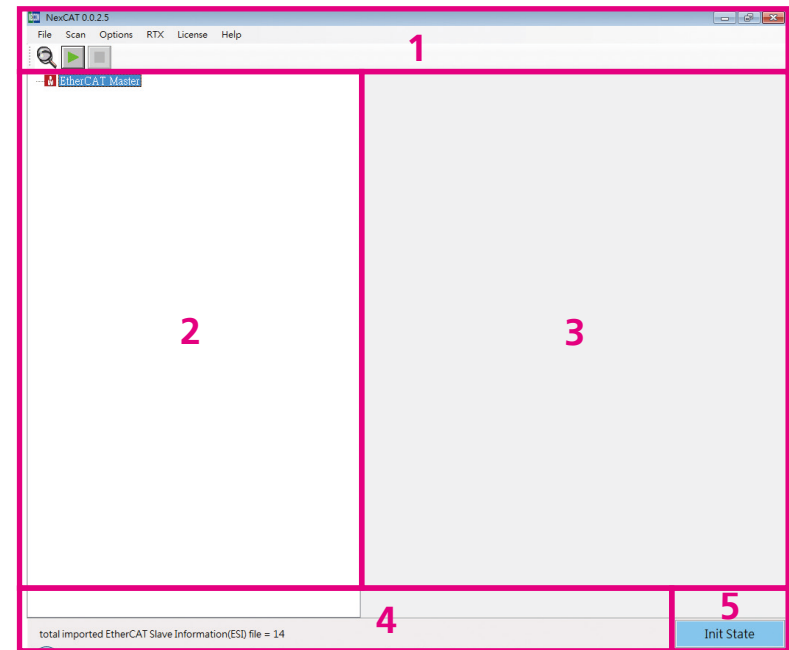 NexCAT 0.0.2.5
File Scan Options RTX License Help
1
EtherCAT Master
2
3
4
5
total imported EtherCAT Slave Information(ESI) file = 14
Init State